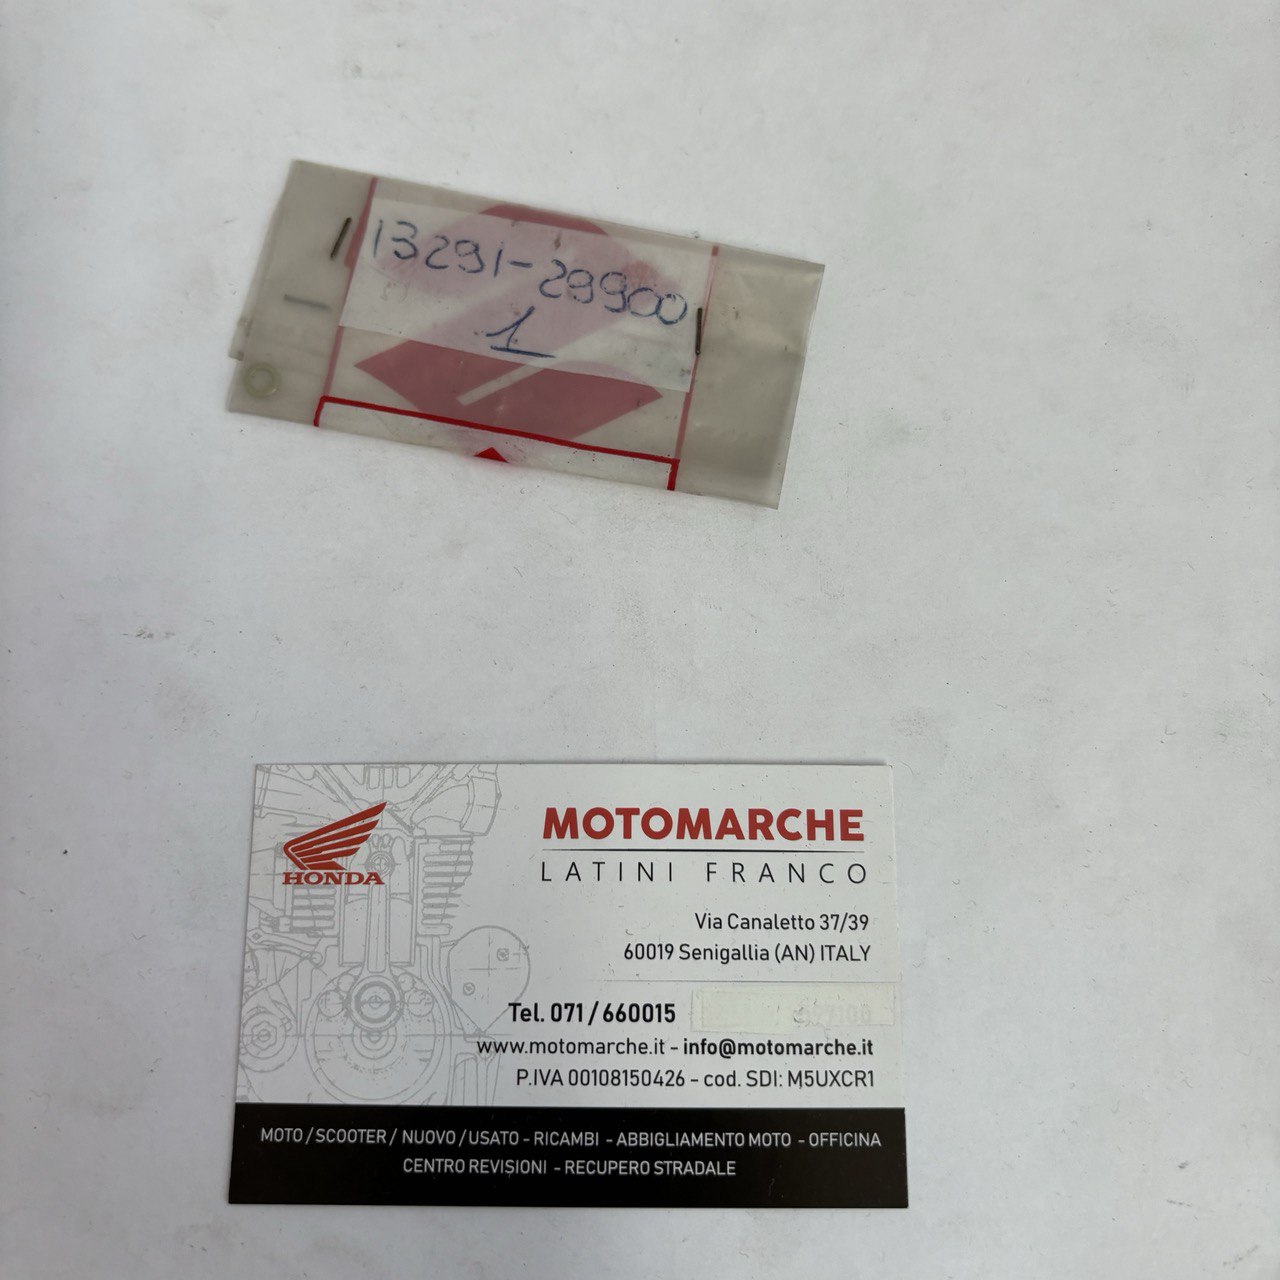 13291-29900
1
HONDA
MOTOMARCHE
LATINI FRANCO
Via Canaletto 37/39
60019 Senigallia (AN) ITALY
Tel. 071 / 660015
www.motomarche.it - info@motomarche.it
P.IVA 00108150426 - cod. SDI: M5UXCR1
MOTO / SCOOTER / NUOVO / USATO - RICAMBI - ABBIGLIAMENTO MOTO - OFFICINA
CENTRO REVISIONI - RECUPERO STRADALE